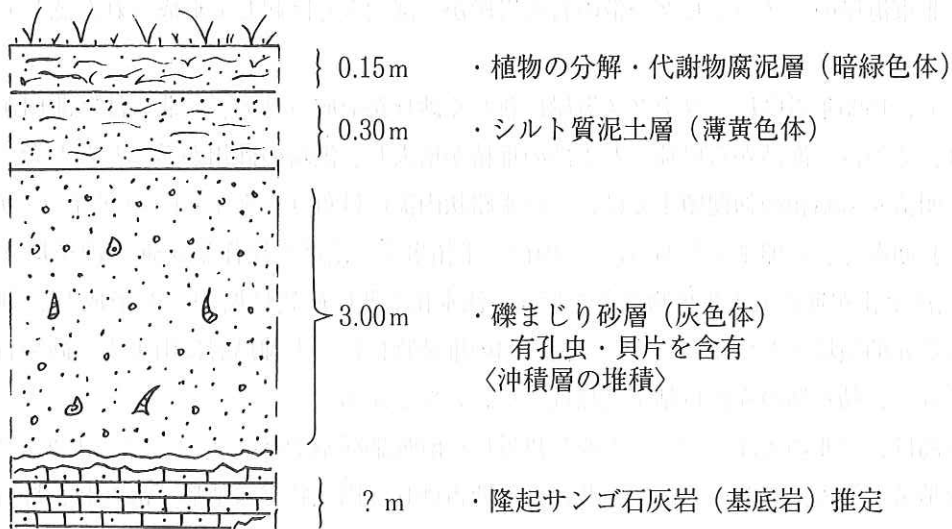 0.15m ・植物の分解・代謝物腐泥層（暗緑色体）
0.30m ・シルト質泥土層（薄黄色体）
3.00m ・礫まじり砂層（灰色体）
有孔虫・貝片を含有
〈沖積層の堆積〉
? m ・隆起サンゴ石灰岩（基底岩）推定